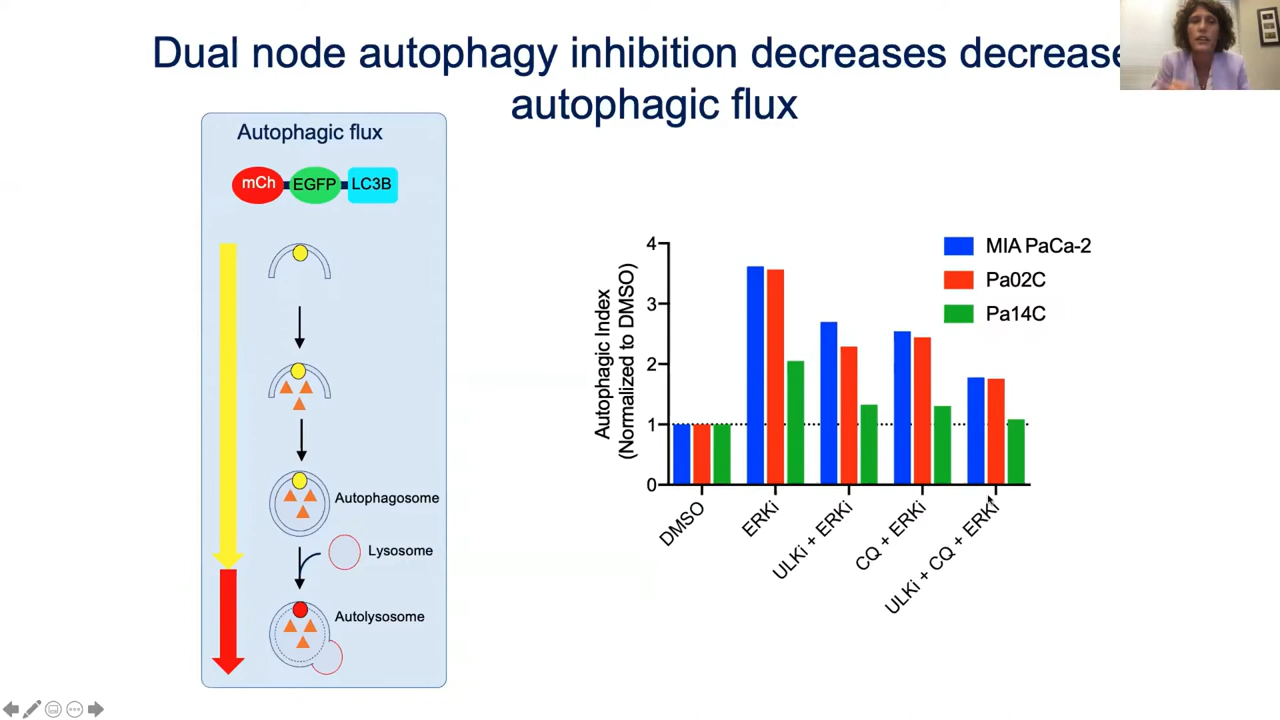 Dual node autophagy inhibition decreases decrease
autophagic flux
Autophagic flux
mCh EGFP LC3B
Autophagosome
Lysosome
Autolysosome
Autophagic Index
(Normalized to DMSO)
4
3
2
1
0
MIA PaCa-2
Pa02C
Pa14C
DMSO
ERKi
ULKi + ERKi
CQ + ERKi
ULKi + CQ + ERKi